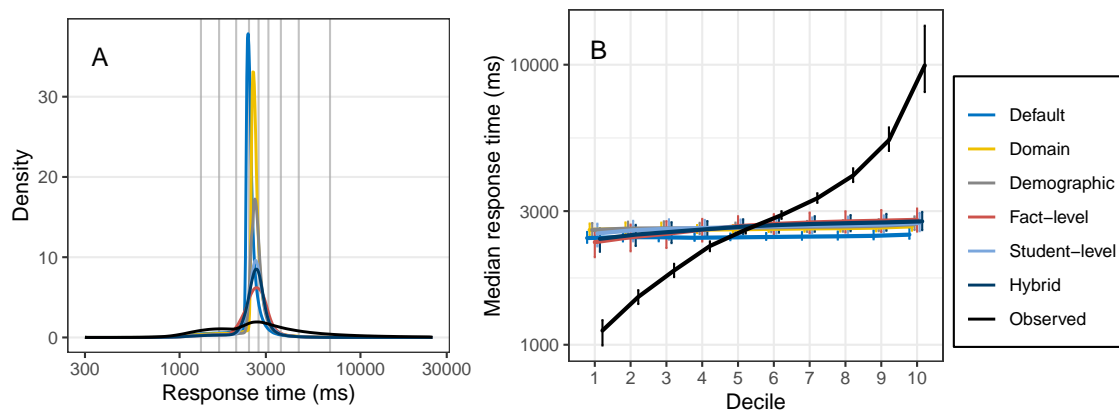 A
Density
30
20
10
0
300
1000
3000
10000
30000
Response time (ms)
B
Median response time (ms)
10000
3000
1000
1 2 3 4 5 6 7 8 9 10
Decile
Default
Domain
Demographic
Fact−level
Student−level
Hybrid
Observed